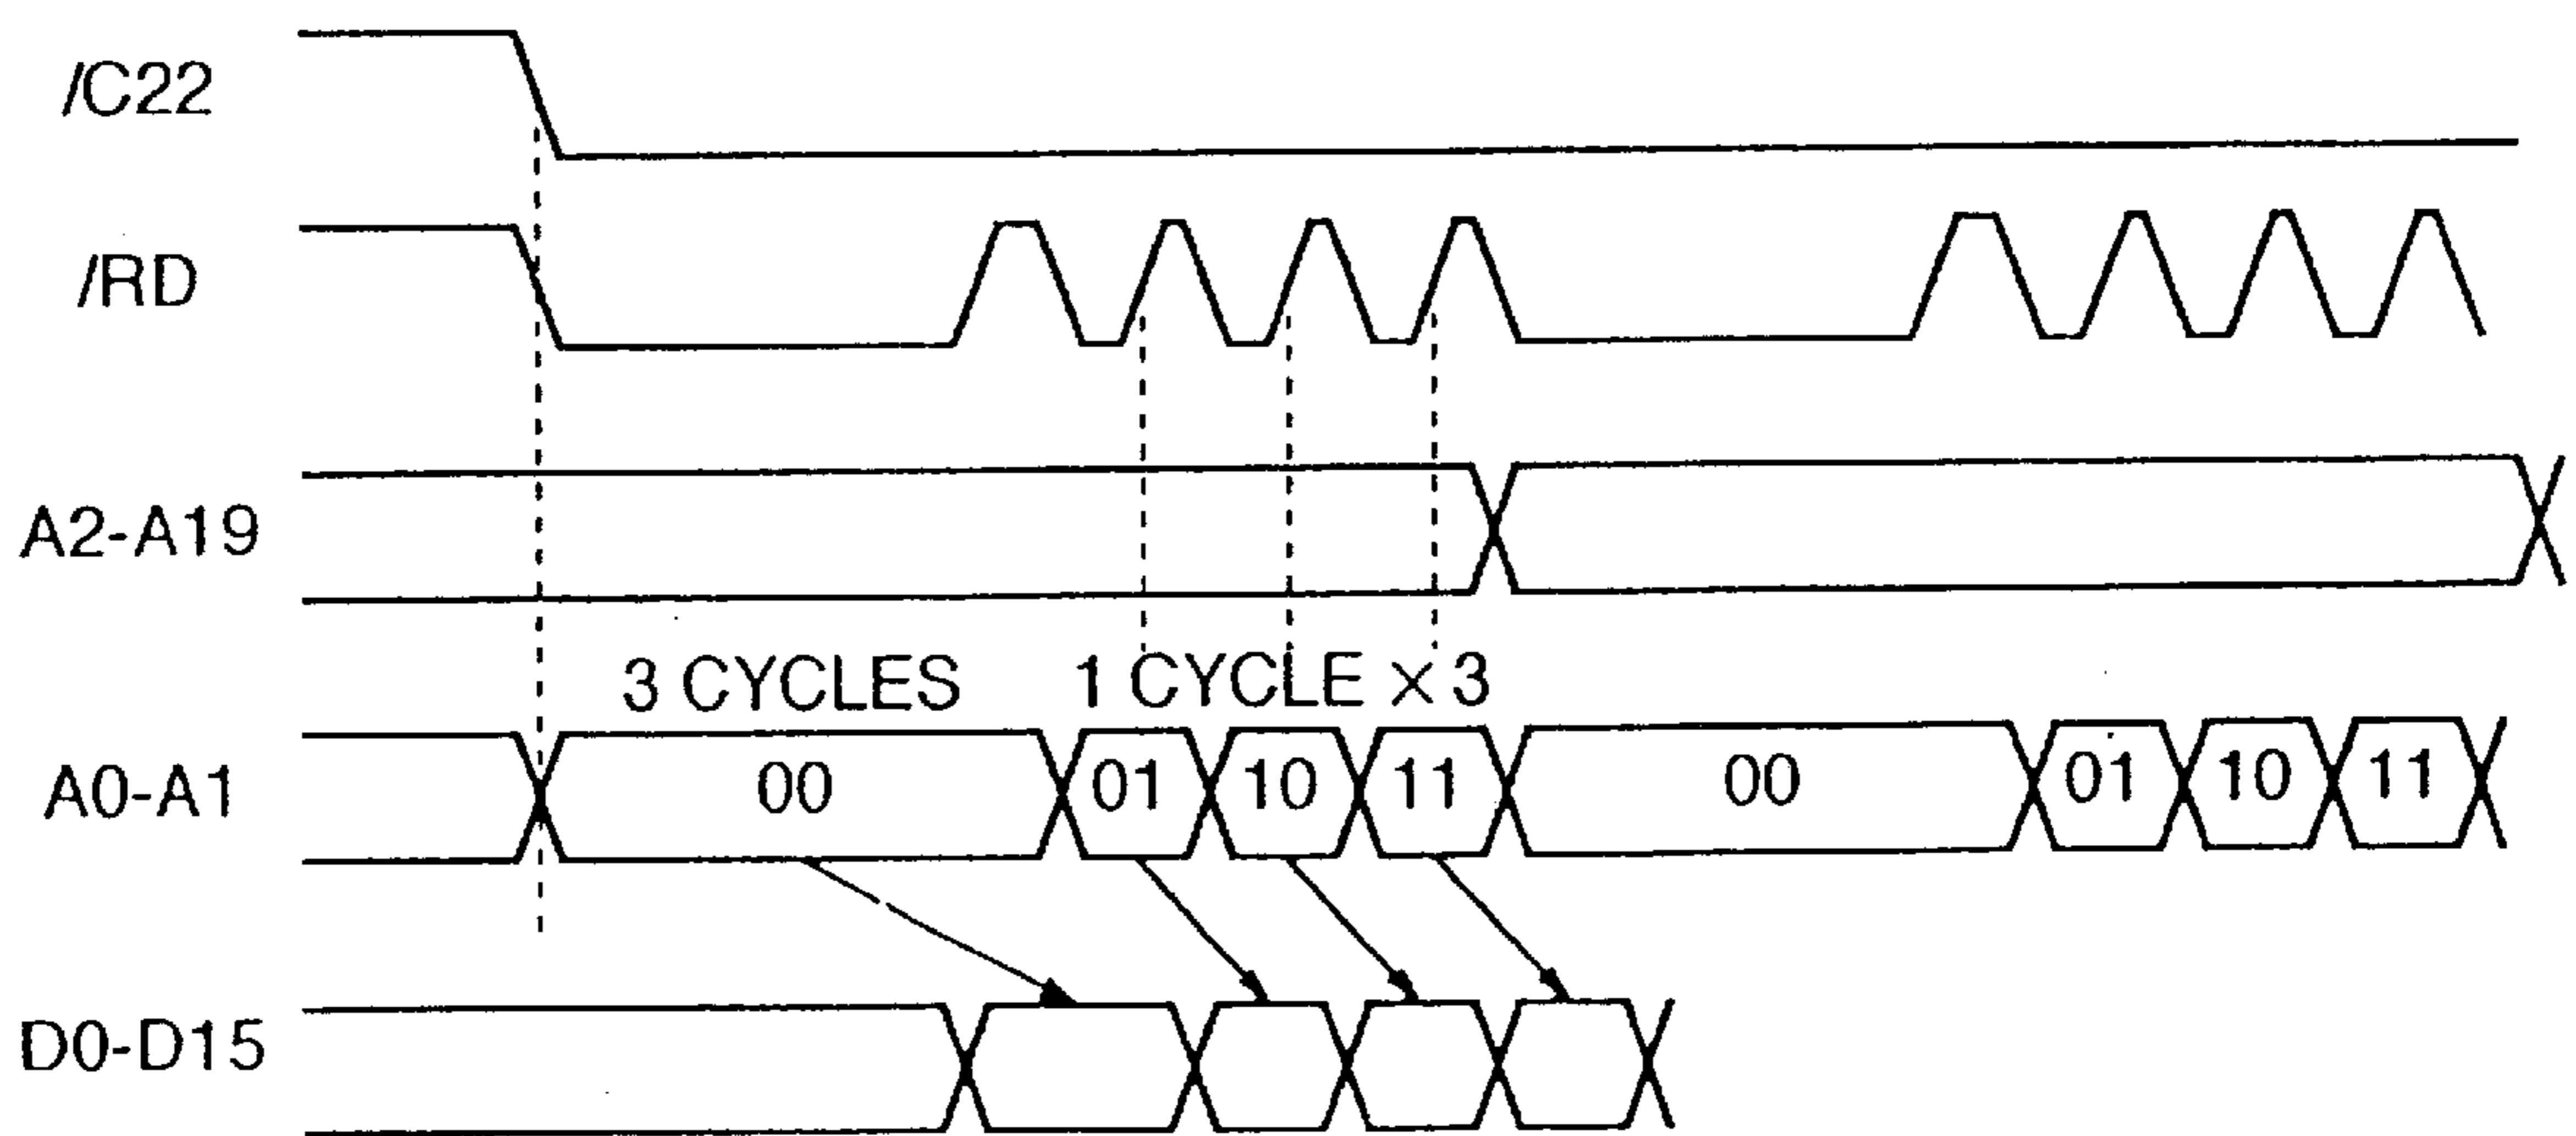 /C22
/RD
A2-A19
3 CYCLES 1 CYCLE × 3
A0-A1 00 01 10 11 00 01 10 11
D0-D15